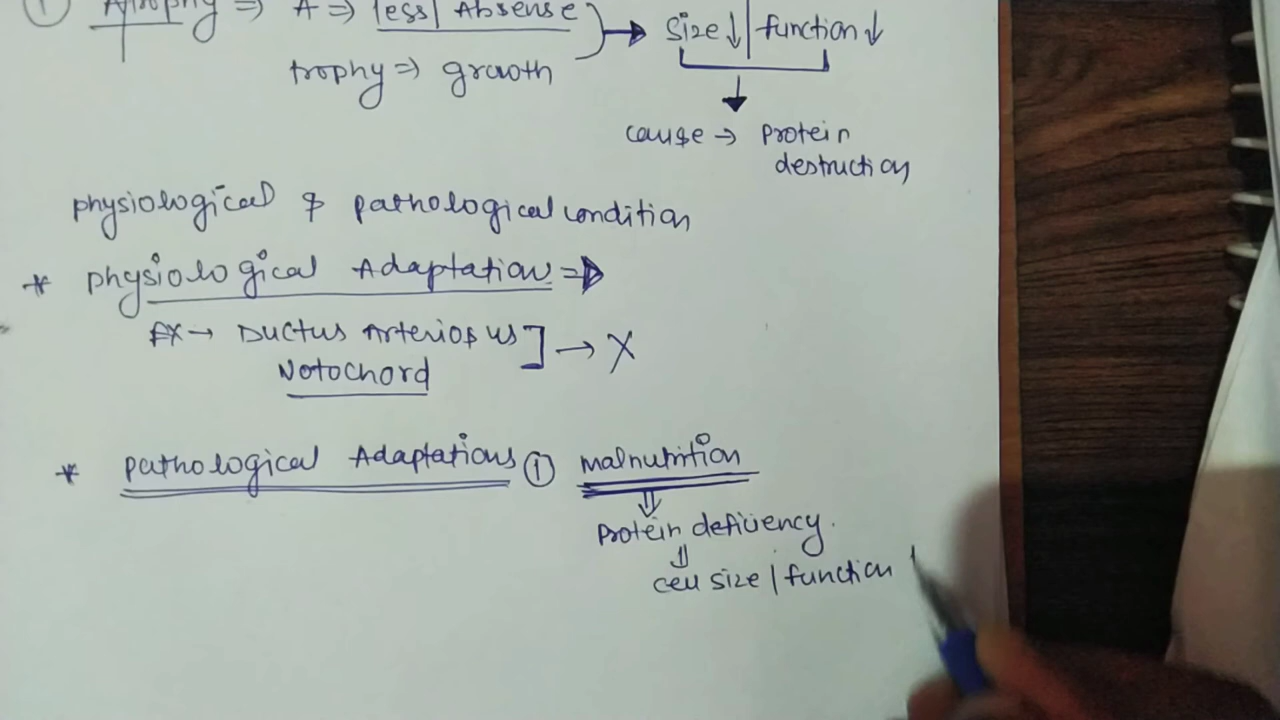 ① Atrophy ⇒ A ⇒ less / Absense → size ↓ / function ↓
trophy ⇒ growth
cause → Protein
destruction
physiological & pathological condition
* physiological Adaptation ⇒
EX → Ductus Arteriosus ] → X
Notochord
* pathological Adaptations ① malnutrition
⇓
Protein deficiency.
⇓
cell size / function